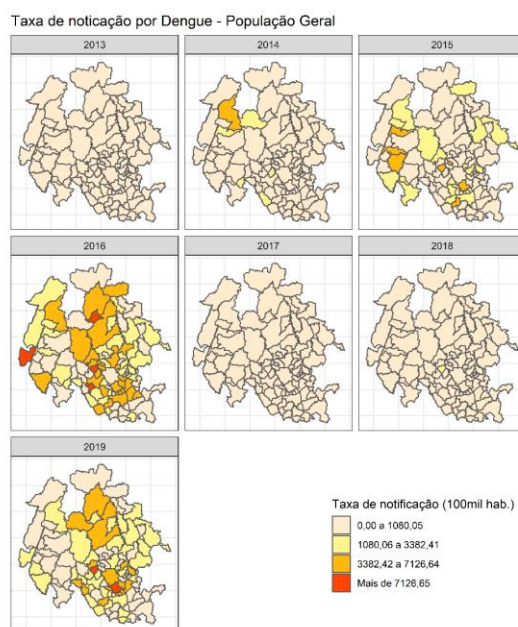 Taxa de noticação por Dengue - População Geral
2013
2014
2015
2016
2017
2018
2019
Taxa de notificação (100mil hab.)
0,00 a 1080,05
1080,06 a 3382,41
3382,42 a 7126,64
Mais de 7126,65